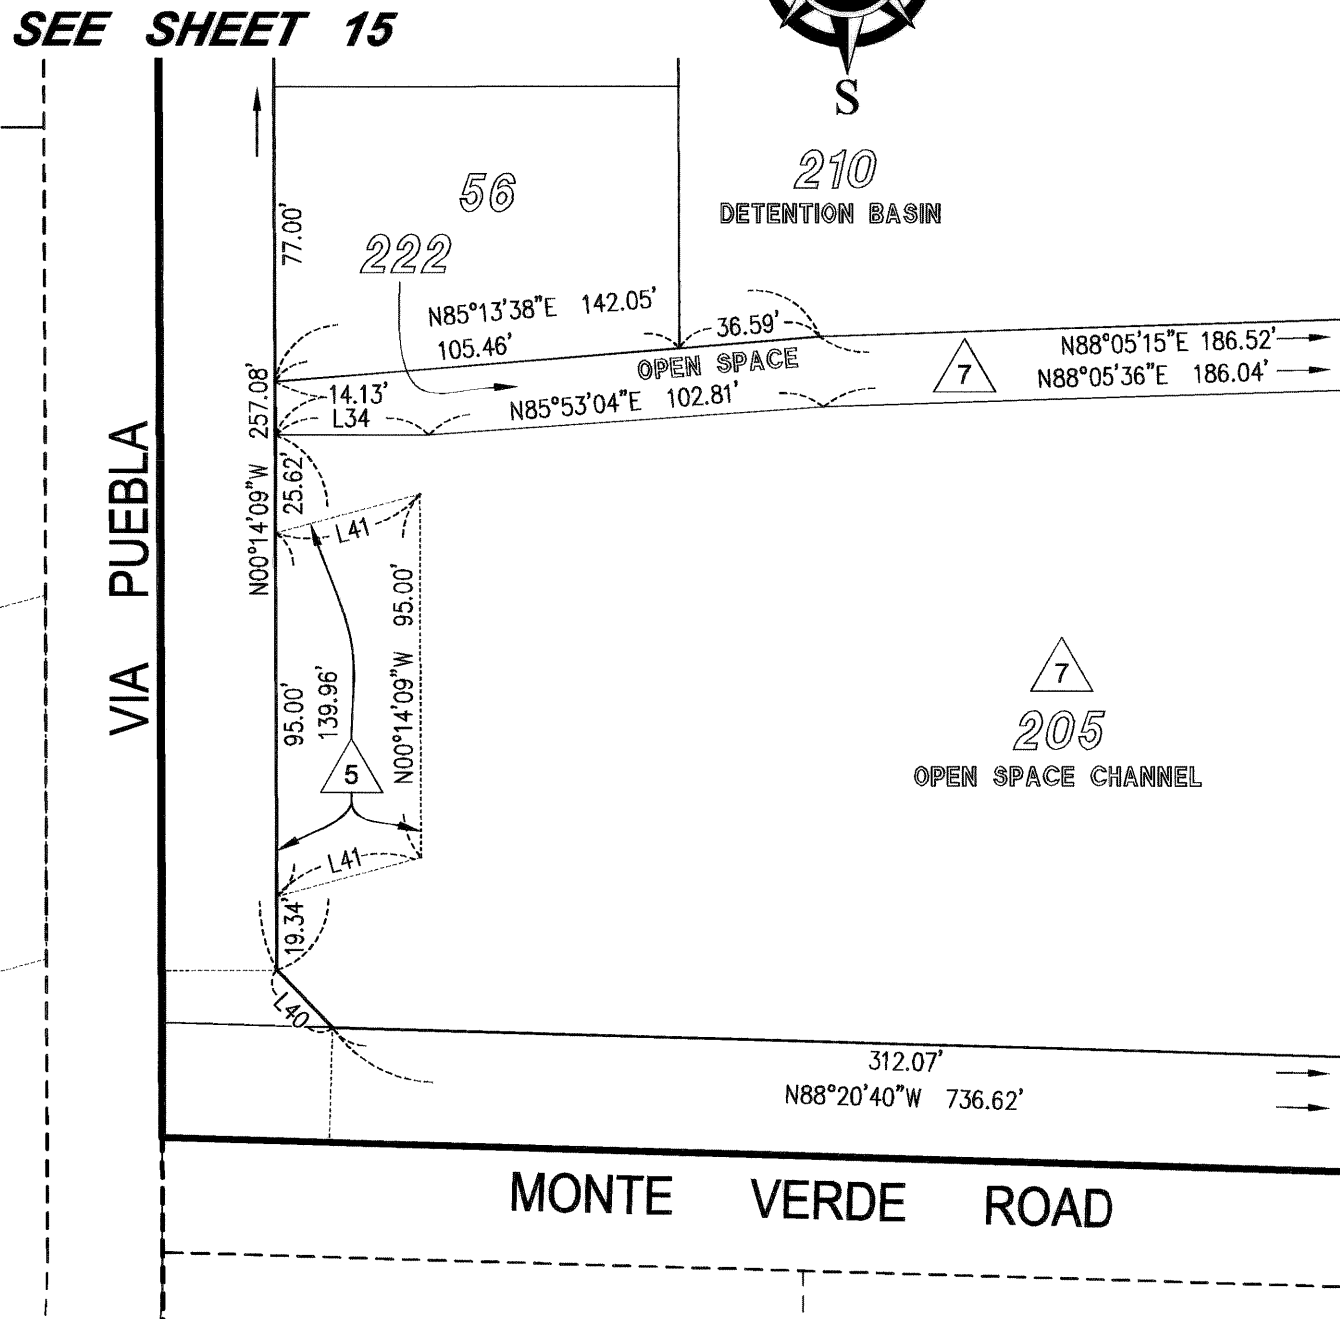 SEE SHEET 15
S
56
210
DETENTION BASIN
222
77.00'
N85°13'38"E 142.05'
105.46'
36.59'
OPEN SPACE
N88°05'15"E 186.52'
N88°05'36"E 186.04'
7
14.13'
L34
N85°53'04"E 102.81'
N00°14'09"W 257.08'
25.62'
L41
VIA PUEBLA
95.00'
139.96'
N00°14'09"W 95.00'
5
7
205
OPEN SPACE CHANNEL
L41
19.34'
L40
312.07'
N88°20'40"W 736.62'
MONTE VERDE ROAD